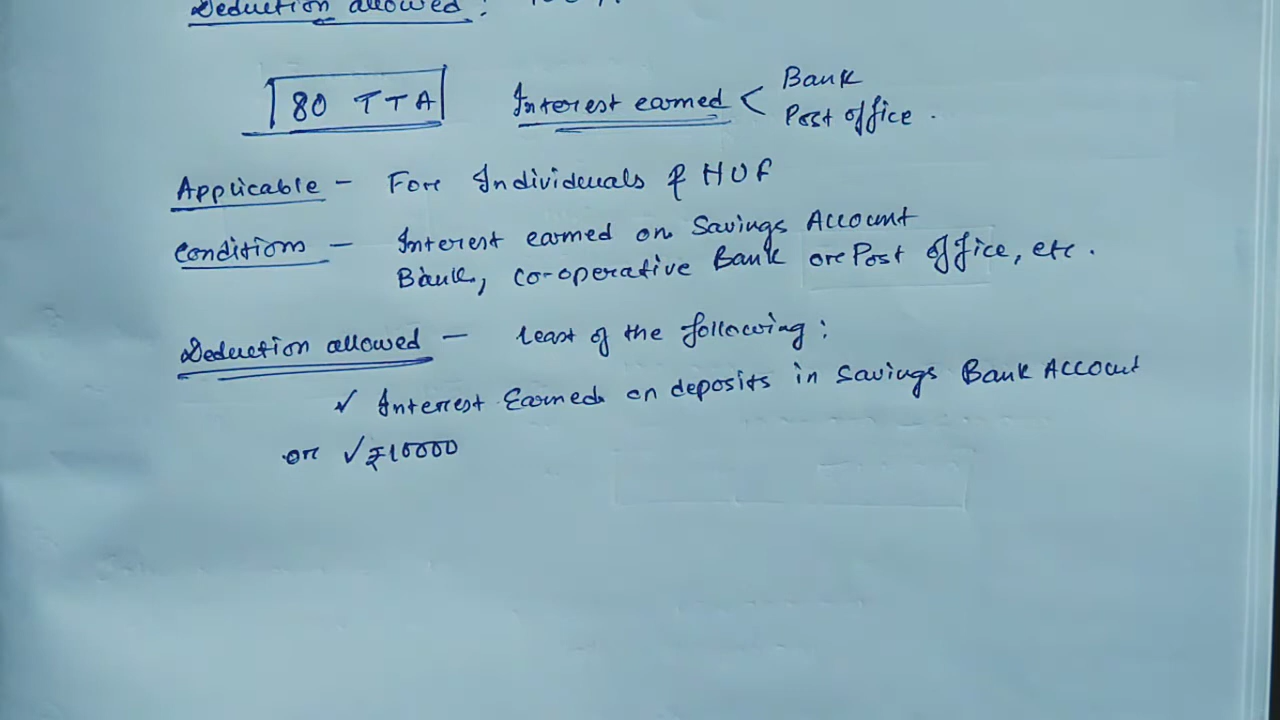 Deduction allowed :
80 TTA Interest earned < Bank
Post office .
Applicable - For Individuals & HUF
Conditions - Interest earned on Savings Account
Bank, co-operative Bank or Post office, etc .
Deduction allowed - least of the following :
✓ Interest Earned on deposits in Savings Bank Account
or ✓ ₹10000